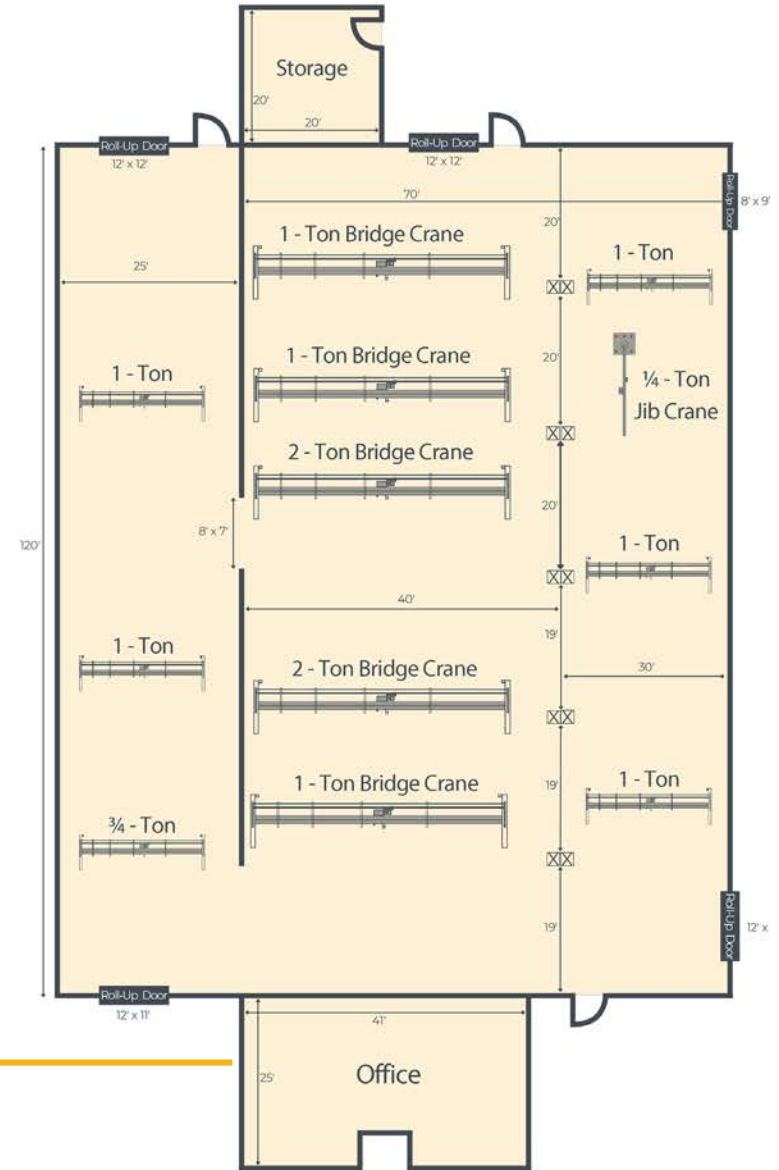 Storage
20'
20'
Roll-Up Door
12' x 12'
Roll-Up Door
12' x 12'
70'
Roll-Up Door
8' x 9'
20'
1 - Ton Bridge Crane
1 - Ton
25'
20'
1 - Ton Bridge Crane
1 - Ton
¼ - Ton
Jib Crane
2 - Ton Bridge Crane
20'
8' x 7'
120'
1 - Ton
40'
19'
1 - Ton
2 - Ton Bridge Crane
30'
19'
1 - Ton Bridge Crane
1 - Ton
¾ - Ton
19'
Roll-Up Door
12' x
Roll-Up Door
12' x 11'
41'
25'
Office